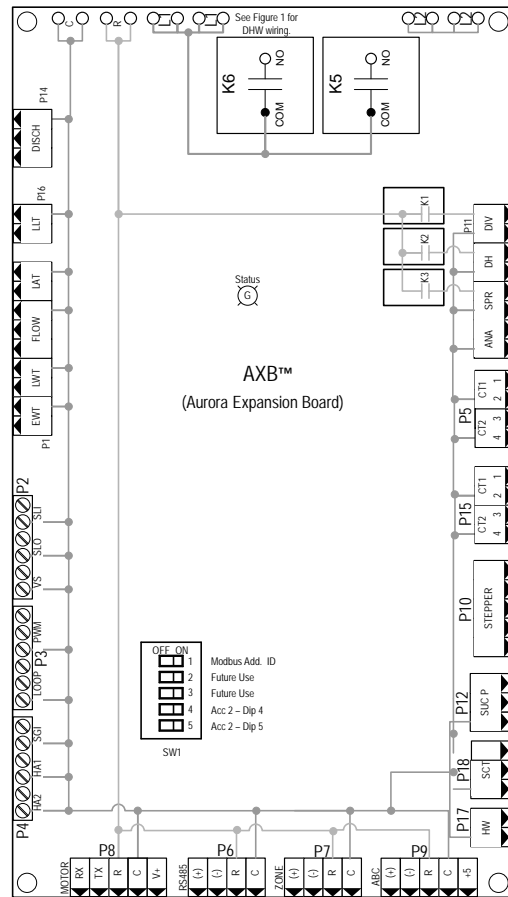 C
R
L1
L1
See Figure 1 for
DHW wiring.
L2
L2
K6
NO
COM
K5
NO
COM
P14
DISCH
P16
LLT
LAT
FLOW
LWT
EWT
P1
K1
K2
K3
P11
DIV
DH
SPR
ANA
Status
G
AXB™
(Aurora Expansion Board)
CT1
1
2
CT2
3
4
P5
CT1
1
2
CT2
3
4
P15
P2
SLI
SLO
VS
P3
PWM
LOOP
P4
SGI
HA1
HA2
P10
STEPPER
OFF ON
1 Modbus Add. ID
2 Future Use
3 Future Use
4 Acc 2 – Dip 4
5 Acc 2 – Dip 5
SW1
P12
SUC P
P18
SCT
P17
HW
P8
MOTOR
RX
TX
R
C
V+
P6
RS485
(+)
(-)
R
C
P7
ZONE
(+)
(-)
R
C
P9
ABC
(+)
(-)
R
C
+5